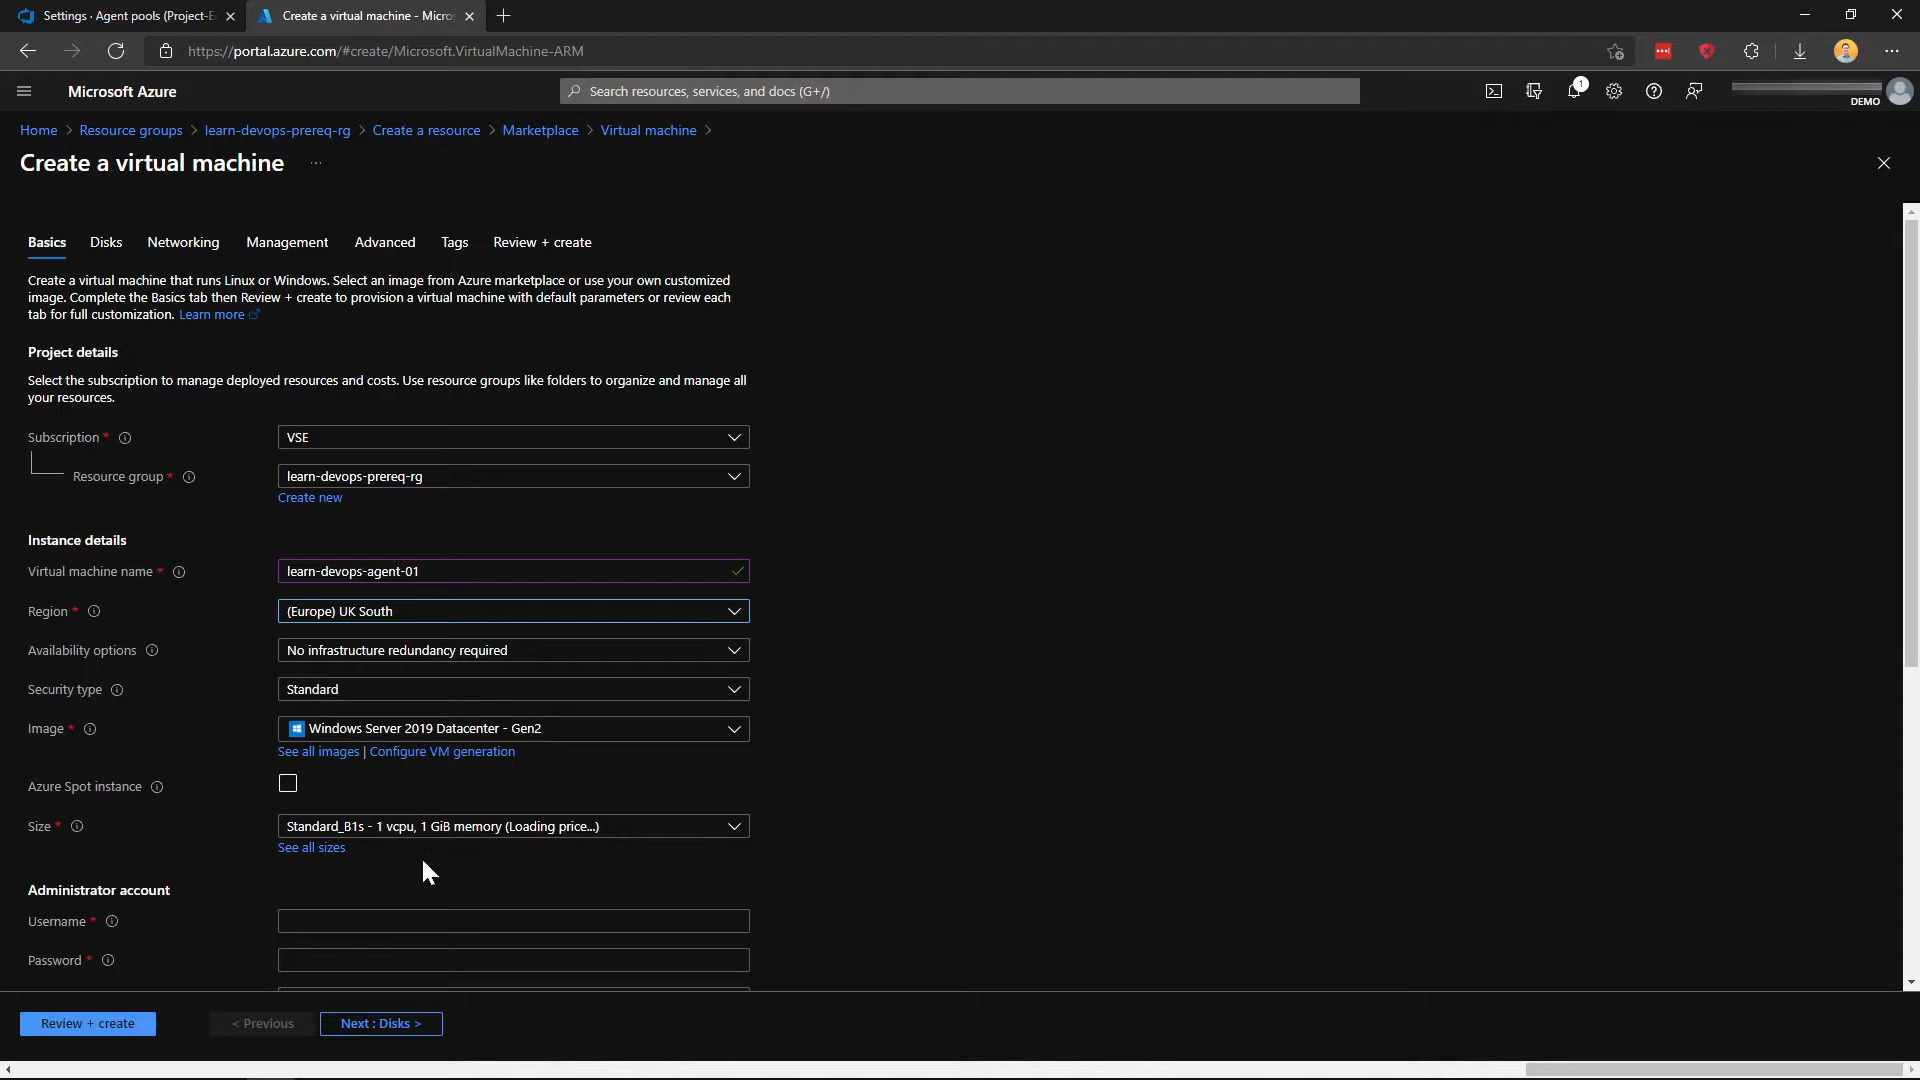 Settings · Agent pools (Project-E
Create a virtual machine - Micros
https://portal.azure.com/#create/Microsoft.VirtualMachine-ARM
Microsoft Azure
Search resources, services, and docs (G+/)
1
DEMO
Home > Resource groups > learn-devops-prereq-rg > Create a resource > Marketplace > Virtual machine >
Create a virtual machine ...
Basics Disks Networking Management Advanced Tags Review + create
Create a virtual machine that runs Linux or Windows. Select an image from Azure marketplace or use your own customized
image. Complete the Basics tab then Review + create to provision a virtual machine with default parameters or review each
tab for full customization. Learn more
Project details
Select the subscription to manage deployed resources and costs. Use resource groups like folders to organize and manage all
your resources.
Subscription * VSE
Resource group * learn-devops-prereq-rg
Create new
Instance details
Virtual machine name * learn-devops-agent-01
Region * (Europe) UK South
Availability options No infrastructure redundancy required
Security type Standard
Image * Windows Server 2019 Datacenter - Gen2
See all images | Configure VM generation
Azure Spot instance
Size * Standard_B1s - 1 vcpu, 1 GiB memory (Loading price...)
See all sizes
Administrator account
Username *
Password *
Review + create < Previous Next : Disks >